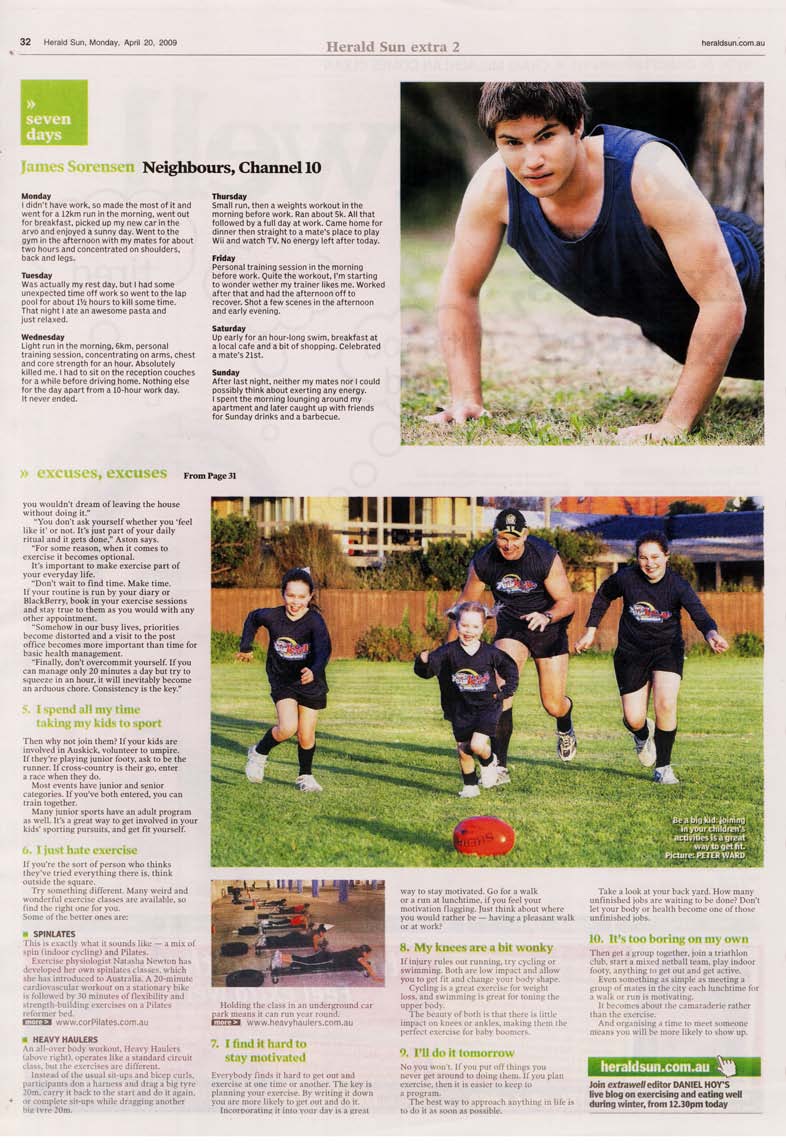 32 Herald Sun, Monday, April 20, 2009
Herald Sun extra 2
heraldsun.com.au
»
seven
days
James Sorensen Neighbours, Channel 10
Monday
I didn't have work, so made the most of it and
went for a 12km run in the morning, went out
for breakfast, picked up my new car in the
arvo and enjoyed a sunny day. Went to the
gym in the afternoon with my mates for about
two hours and concentrated on shoulders,
back and legs.
Tuesday
Was actually my rest day, but I had some
unexpected time off work so went to the lap
pool for about 1½ hours to kill some time.
That night I ate an awesome pasta and
just relaxed.
Wednesday
Light run in the morning, 6km, personal
training session, concentrating on arms, chest
and core strength for an hour. Absolutely
killed me. I had to sit on the reception couches
for a while before driving home. Nothing else
for the day apart from a 10-hour work day.
It never ended.
Thursday
Small run, then a weights workout in the
morning before work. Ran about 5k. All that
followed by a full day at work. Came home for
dinner then straight to a mate's place to play
Wii and watch TV. No energy left after today.
Friday
Personal training session in the morning
before work. Quite the workout, I'm starting
to wonder wether my trainer likes me. Worked
after that and had the afternoon off to
recover. Shot a few scenes in the afternoon
and early evening.
Saturday
Up early for an hour-long swim, breakfast at
a local cafe and a bit of shopping. Celebrated
a mate's 21st.
Sunday
After last night, neither my mates nor I could
possibly think about exerting any energy.
I spent the morning lounging around my
apartment and later caught up with friends
for Sunday drinks and a barbecue.
» excuses, excuses From Page 31
you wouldn't dream of leaving the house
without doing it."
"You don't ask yourself whether you 'feel
like it' or not. It's just part of your daily
ritual and it gets done," Aston says.
"For some reason, when it comes to
exercise it becomes optional.
It's important to make exercise part of
your everyday life.
"Don't wait to find time. Make time.
If your routine is run by your diary or
BlackBerry, book in your exercise sessions
and stay true to them as you would with any
other appointment.
"Somehow in our busy lives, priorities
become distorted and a visit to the post
office becomes more important than time for
basic health management.
"Finally, don't overcommit yourself. If you
can manage only 20 minutes a day but try to
squeeze in an hour, it will inevitably become
an arduous chore. Consistency is the key."
5. I spend all my time
taking my kids to sport
Then why not join them? If your kids are
involved in Auskick, volunteer to umpire.
If they're playing junior footy, ask to be the
runner. If cross-country is their go, enter
a race when they do.
Most events have junior and senior
categories. If you've both entered, you can
train together.
Many junior sports have an adult program
as well. It's a great way to get involved in your
kids' sporting pursuits, and get fit yourself.
6. I just hate exercise
If you're the sort of person who thinks
they've tried everything there is, think
outside the square.
Try something different. Many weird and
wonderful exercise classes are available, so
find the right one for you.
Some of the better ones are:
■ SPINLATES
This is exactly what it sounds like — a mix of
spin (indoor cycling) and Pilates.
Exercise physiologist Natasha Newton has
developed her own spinlates classes, which
she has introduced to Australia. A 20-minute
cardiovascular workout on a stationary bike
is followed by 30 minutes of flexibility and
strength-building exercises on a Pilates
reformer bed.
more > www.corPilates.com.au
■ HEAVY HAULERS
An all-over body workout, Heavy Haulers
(above right), operates like a standard circuit
class, but the exercises are different.
Instead of the usual sit-ups and bicep curls,
participants don a harness and drag a big tyre
20m, carry it back to the start and do it again,
or complete sit-ups while dragging another
big tyre 20m.
Be a big kid: joining
in your children's
activities is a great
way to get fit.
Picture: PETER WARD
Holding the class in an underground car
park means it can run year round.
more > www.heavyhaulers.com.au
7. I find it hard to
stay motivated
Everybody finds it hard to get out and
exercise at one time or another. The key is
planning your exercise. By writing it down
you are more likely to get out and do it.
Incorporating it into your day is a great
way to stay motivated. Go for a walk
or a run at lunchtime, if you feel your
motivation flagging. Just think about where
you would rather be — having a pleasant walk
or at work?
8. My knees are a bit wonky
If injury rules out running, try cycling or
swimming. Both are low impact and allow
you to get fit and change your body shape.
Cycling is a great exercise for weight
loss, and swimming is great for toning the
upper body.
The beauty of both is that there is little
impact on knees or ankles, making them the
perfect exercise for baby boomers.
9. I'll do it tomorrow
No you won't. If you put off things you
never get around to doing them. If you plan
exercise, then it is easier to keep to
a program.
The best way to approach anything in life is
to do it as soon as possible.
Take a look at your back yard. How many
unfinished jobs are waiting to be done? Don't
let your body or health become one of those
unfinished jobs.
10. It's too boring on my own
Then get a group together, join a triathlon
club, start a mixed netball team, play indoor
footy, anything to get out and get active.
Even something as simple as meeting a
group of mates in the city each lunchtime for
a walk or run is motivating.
It becomes about the camaraderie rather
than the exercise.
And organising a time to meet someone
means you will be more likely to show up.
heraldsun.com.au
Join extrawell editor DANIEL HOY'S
live blog on exercising and eating well
during winter, from 12.30pm today